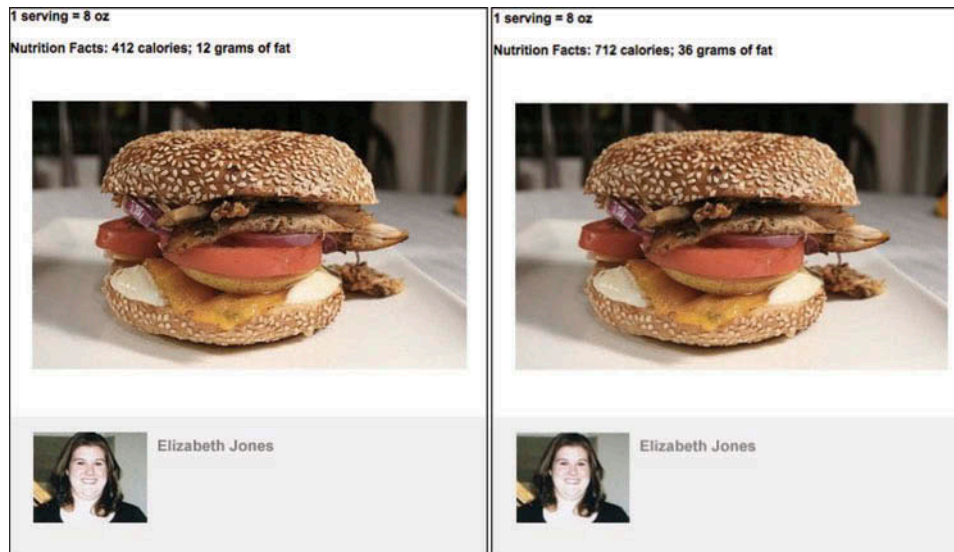 1 serving = 8 oz
Nutrition Facts: 412 calories; 12 grams of fat
Elizabeth Jones
1 serving = 8 oz
Nutrition Facts: 712 calories; 36 grams of fat
Elizabeth Jones